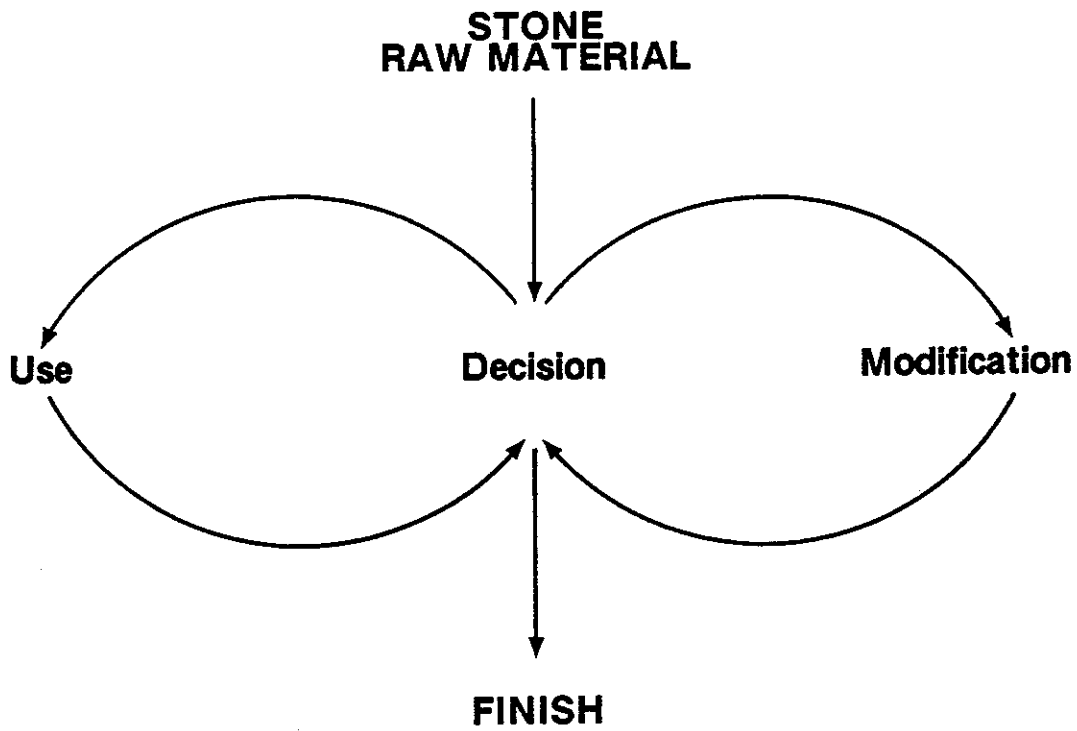 STONE
RAW MATERIAL
Use
Decision
Modification
FINISH